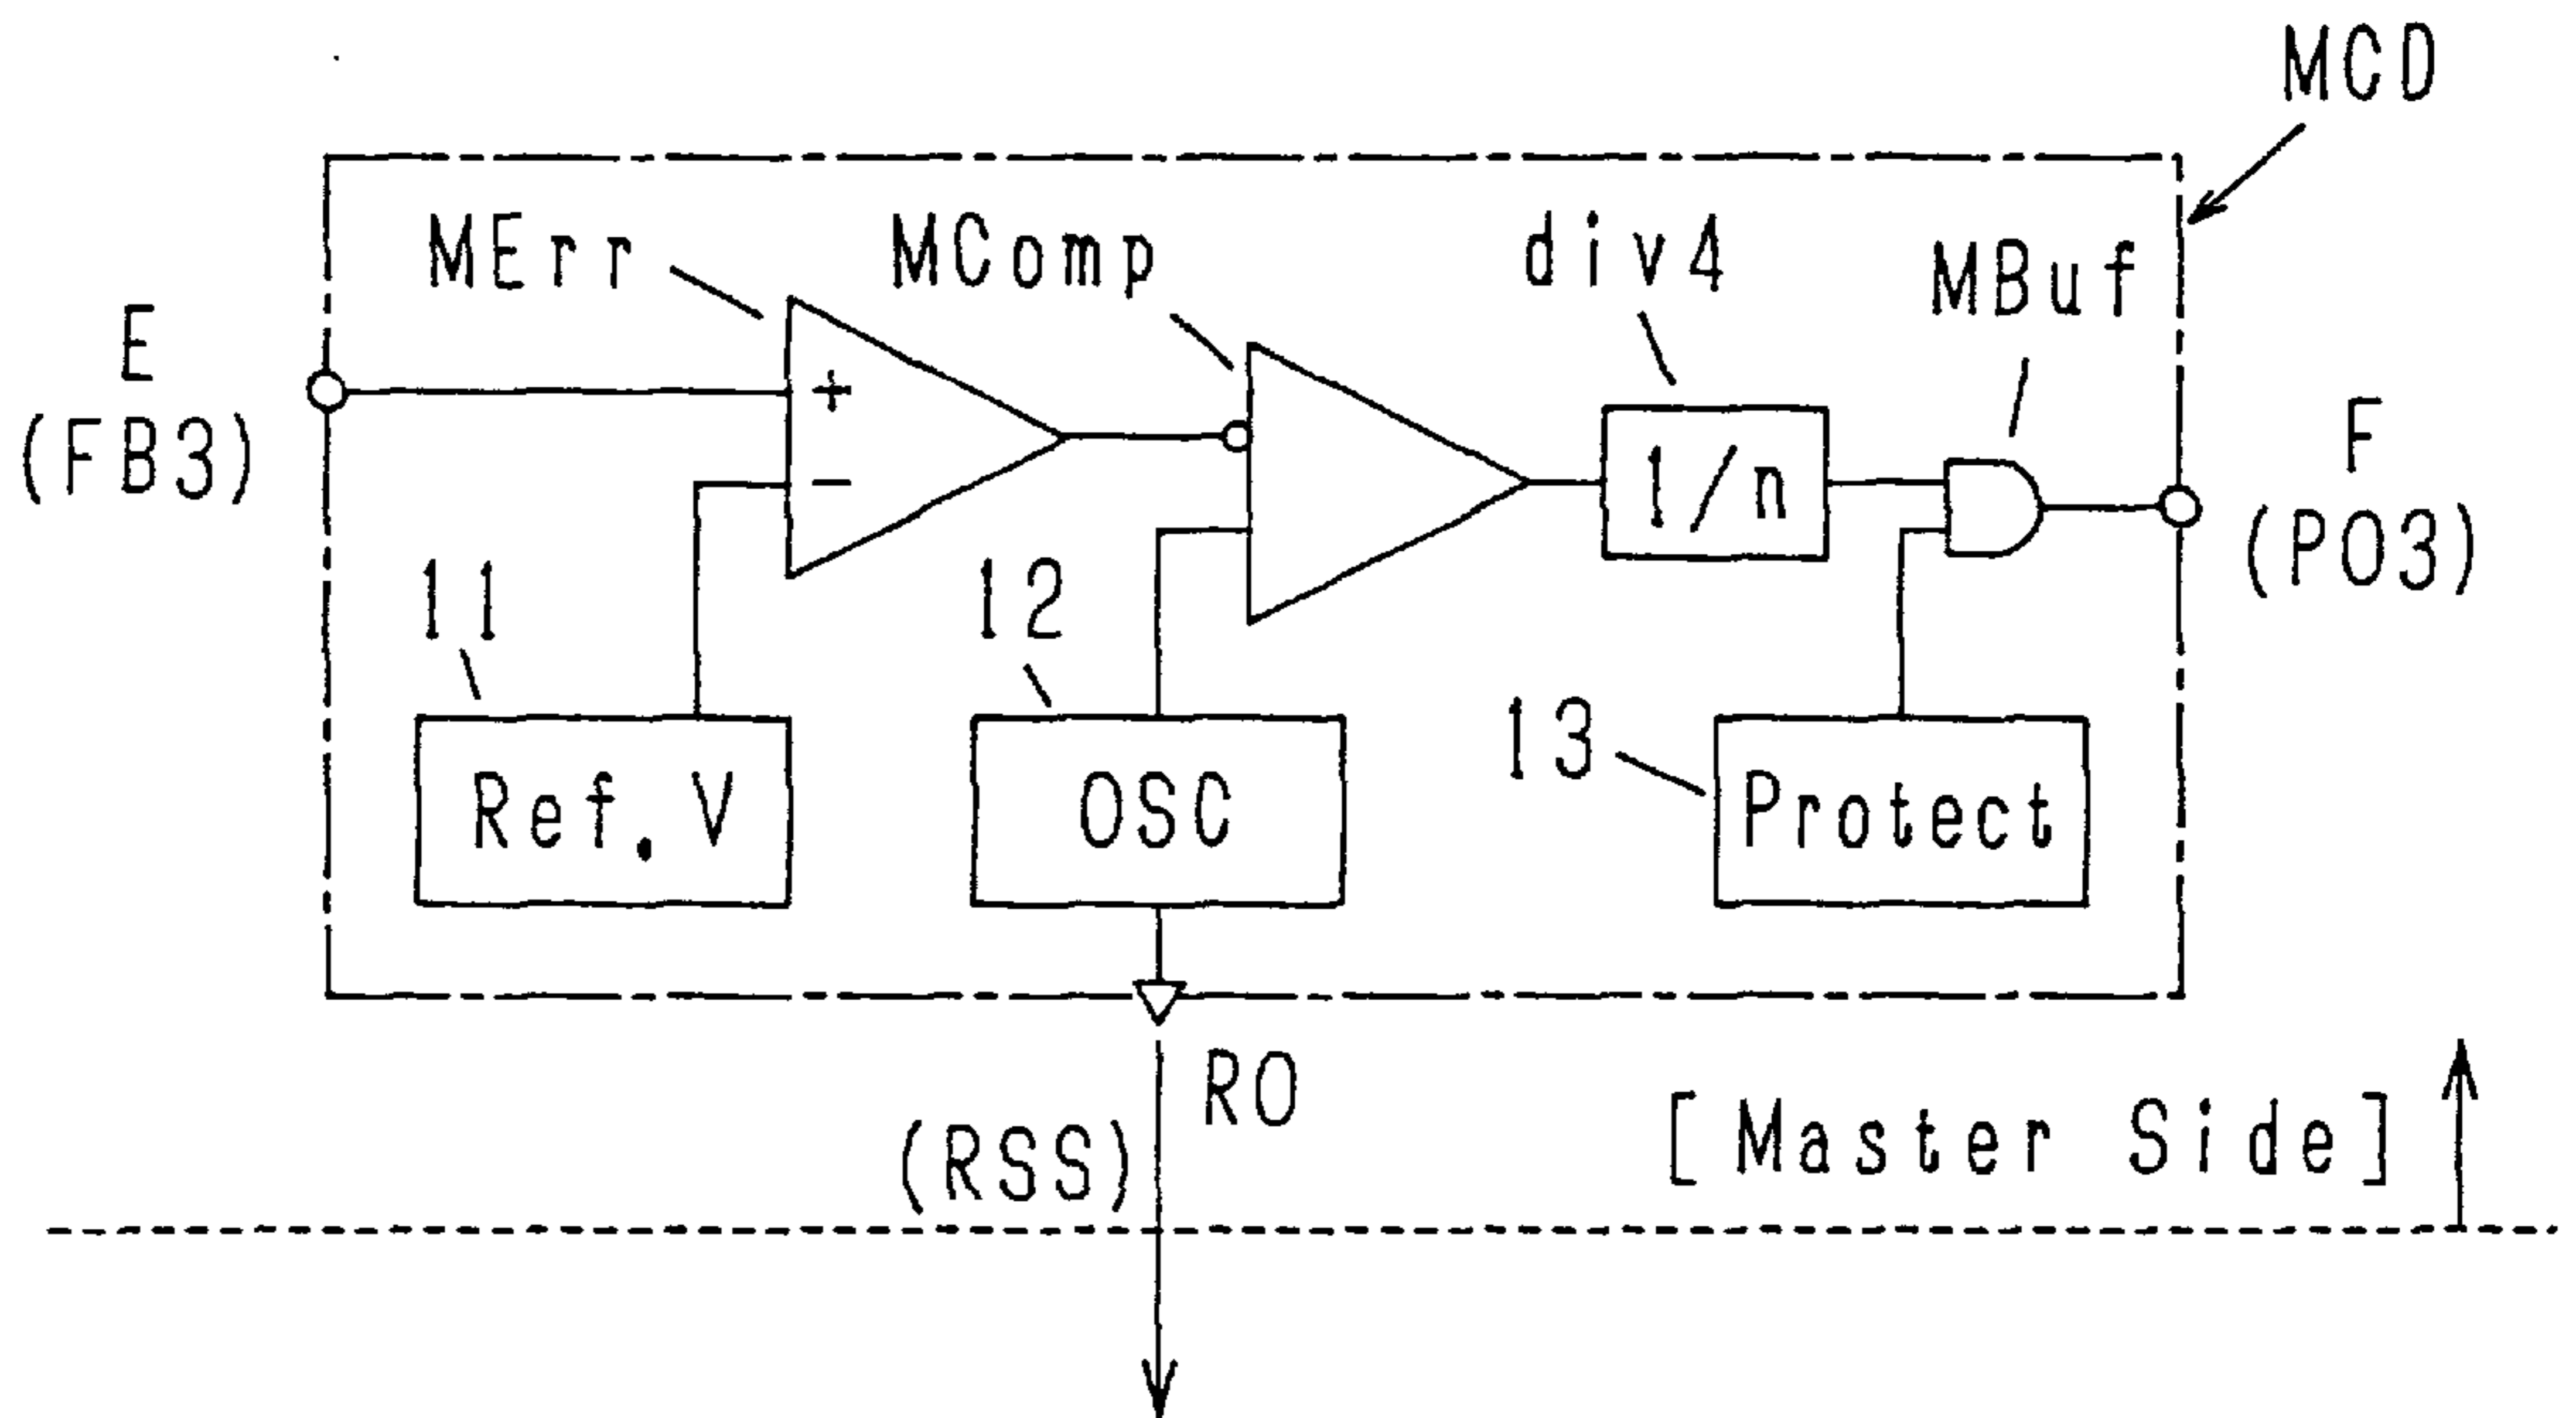 MCD
MErr
MComp
div4
MBuf
E
(FB3)
+
−
1/n
F
(PO3)
11
12
13
Ref.V
OSC
Protect
RO
(RSS)
[Master Side]